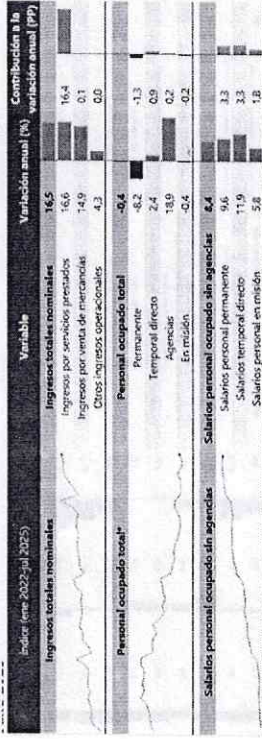 Índice (ene 2022-jul 2025) Variable Variación anual (%) Contribución a la variación anual (PP)
Ingresos totales nominales Ingresos totales nominales 16,5
Ingresos por servicios prestados 16,6 16,4
Ingresos por venta de mercancías 14,9 0,1
Otros ingresos operacionales 4,3 0,0
Personal ocupado total* Personal ocupado total -0,4
Permanente -8,2 -1,3
Temporal directo 2,4 0,9
Agencias 18,9 0,2
En misión -0,4 -0,2
Salarios personal ocupado sin agencias Salarios personal ocupado sin agencias 8,4
Salarios personal permanente 9,6 3,3
Salarios temporal directo 11,9 3,3
Salarios personal en misión 5,8 1,8